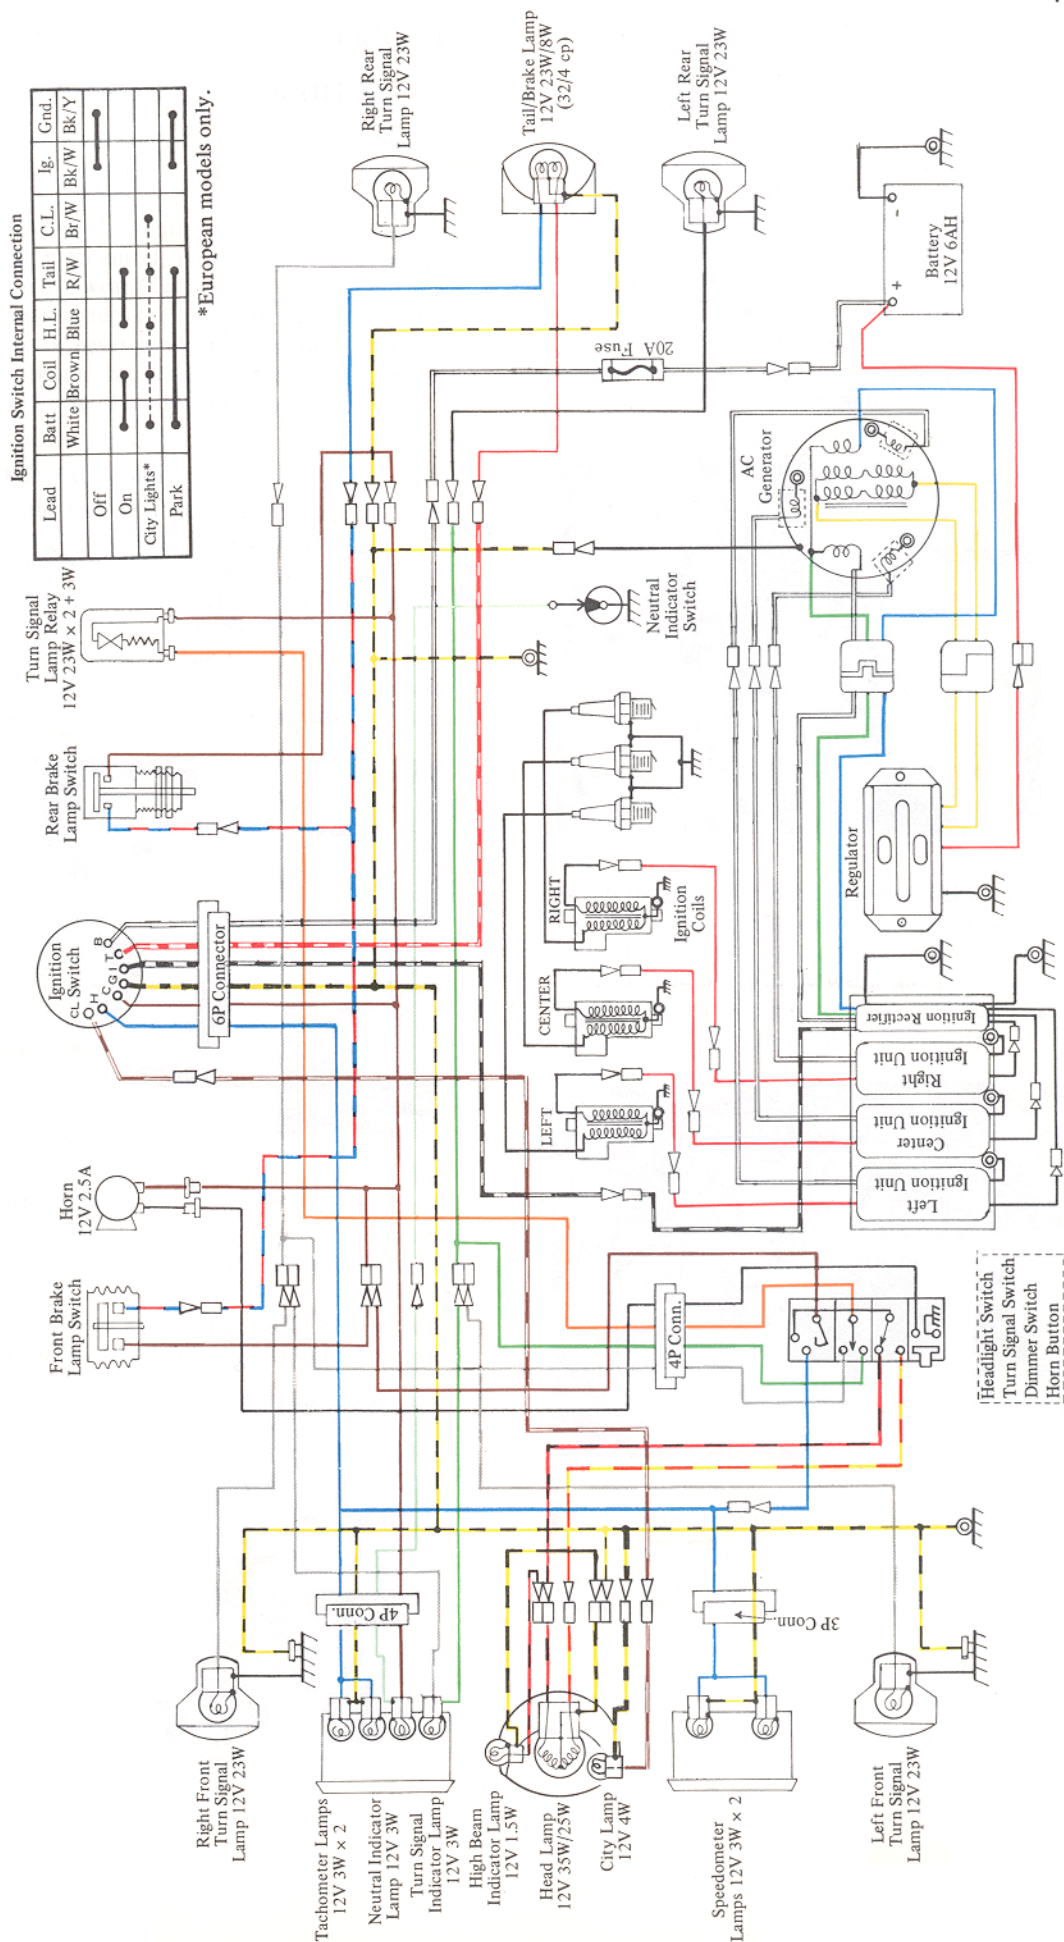 Ignition Switch Internal Connection
Lead Batt Coil H.L. Tail C.L. Ig. Gnd.
White Brown Blue R/W Br/W Bk/W Bk/Y
Off
On
City Lights*
Park
*European models only.
Right Rear
Turn Signal
Lamp 12V 23W
Tail/Brake Lamp
12V 23W/8W
(32/4 cp)
Left Rear
Turn Signal
Lamp 12V 23W
Battery
12V 6AH
+
-
20A Fuse
AC
Generator
Turn Signal
Lamp Relay
12V 23W × 2 + 3W
Neutral
Indicator
Switch
Rear Brake
Lamp Switch
Regulator
Ignition
Switch
CL
H
C
G
I
T
B
6P Connector
RIGHT
CENTER
LEFT
Ignition
Coils
Ignition Rectifier
Right
Ignition Unit
Center
Ignition Unit
Left
Ignition Unit
Horn
12V 2.5A
Front Brake
Lamp Switch
4P Conn.
Headlight Switch
Turn Signal Switch
Dimmer Switch
Horn Button
4P Conn.
3P Conn.
Right Front
Turn Signal
Lamp 12V 23W
Tachometer Lamps
12V 3W × 2
Neutral Indicator
Lamp 12V 3W
Turn Signal
Indicator Lamp
12V 3W
High Beam
Indicator Lamp
12V 1.5W
Head Lamp
12V 35W/25W
City Lamp
12V 4W
Speedometer
Lamps 12V 3W × 2
Left Front
Turn Signal
Lamp 12V 23W